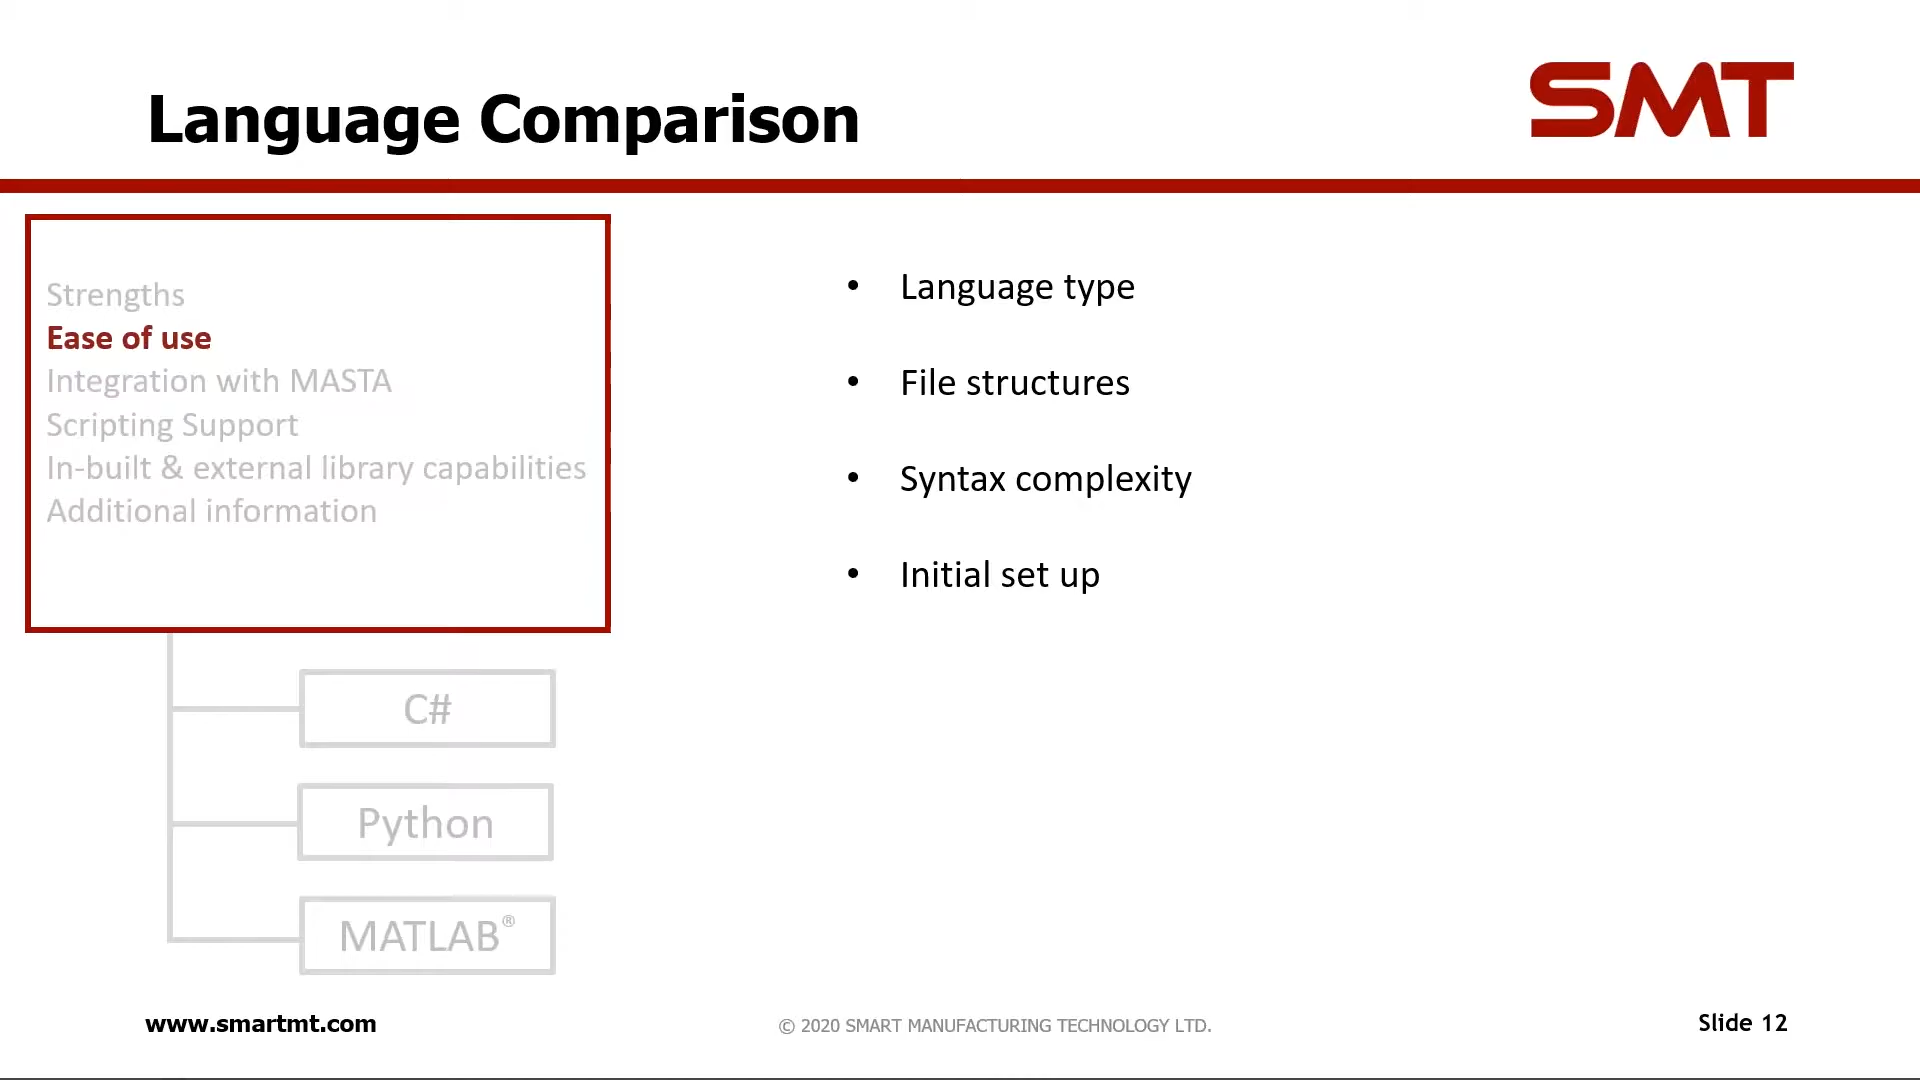 Language Comparison
SMT
Strengths
Ease of use
Integration with MASTA
Scripting Support
In-built & external library capabilities
Additional information
• Language type
• File structures
• Syntax complexity
• Initial set up
C#
Python
MATLAB®
www.smartmt.com
© 2020 SMART MANUFACTURING TECHNOLOGY LTD.
Slide 12